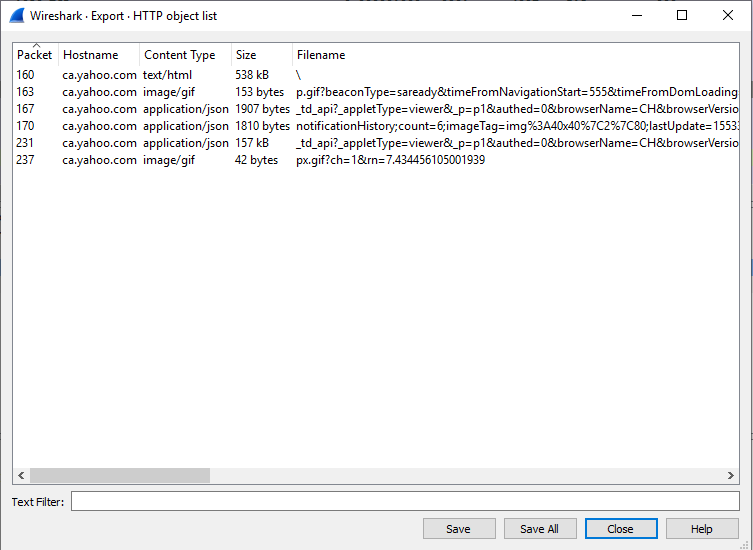 Wireshark · Export · HTTP object list
Packet Hostname Content Type Size Filename
160 ca.yahoo.com text/html 538 kB \
163 ca.yahoo.com image/gif 153 bytes p.gif?beaconType=saready&timeFromNavigationStart=555&timeFromDomLoading
167 ca.yahoo.com application/json 1907 bytes _td_api?_appletType=viewer&_p=p1&authed=0&browserName=CH&browserVersio
170 ca.yahoo.com application/json 1810 bytes notificationHistory;count=6;imageTag=img%3A40x40%7C2%7C80;lastUpdate=15533
231 ca.yahoo.com application/json 157 kB _td_api?_appletType=viewer&_p=p1&authed=0&browserName=CH&browserVersio
237 ca.yahoo.com image/gif 42 bytes px.gif?ch=1&rn=7.434456105001939
Text Filter:
Save Save All Close Help